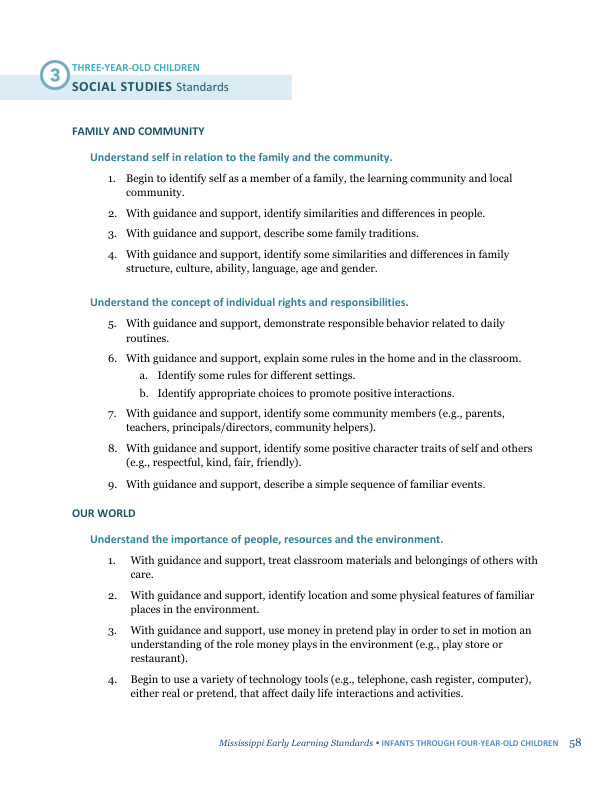 3
THREE-YEAR-OLD CHILDREN
SOCIAL STUDIES Standards
FAMILY AND COMMUNITY
Understand self in relation to the family and the community.
1. Begin to identify self as a member of a family, the learning community and local
community.
2. With guidance and support, identify similarities and differences in people.
3. With guidance and support, describe some family traditions.
4. With guidance and support, identify some similarities and differences in family
structure, culture, ability, language, age and gender.
Understand the concept of individual rights and responsibilities.
5. With guidance and support, demonstrate responsible behavior related to daily
routines.
6. With guidance and support, explain some rules in the home and in the classroom.
a. Identify some rules for different settings.
b. Identify appropriate choices to promote positive interactions.
7. With guidance and support, identify some community members (e.g., parents,
teachers, principals/directors, community helpers).
8. With guidance and support, identify some positive character traits of self and others
(e.g., respectful, kind, fair, friendly).
9. With guidance and support, describe a simple sequence of familiar events.
OUR WORLD
Understand the importance of people, resources and the environment.
1. With guidance and support, treat classroom materials and belongings of others with
care.
2. With guidance and support, identify location and some physical features of familiar
places in the environment.
3. With guidance and support, use money in pretend play in order to set in motion an
understanding of the role money plays in the environment (e.g., play store or
restaurant).
4. Begin to use a variety of technology tools (e.g., telephone, cash register, computer),
either real or pretend, that affect daily life interactions and activities.
Mississippi Early Learning Standards • INFANTS THROUGH FOUR-YEAR-OLD CHILDREN 58